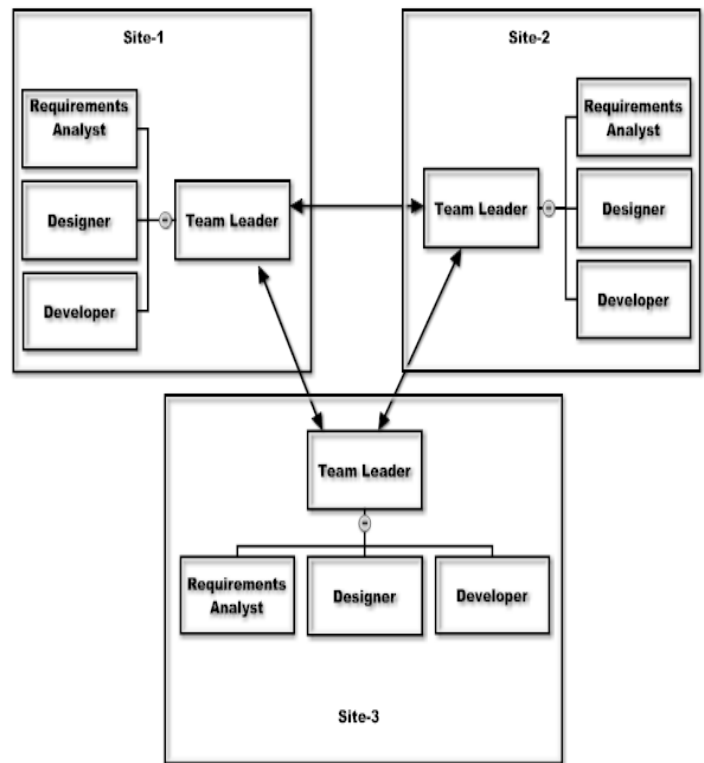 Site-1
Requirements
Analyst
Designer
Team Leader
Developer
Site-2
Requirements
Analyst
Team Leader
Designer
Developer
Team Leader
Requirements
Analyst
Designer
Developer
Site-3